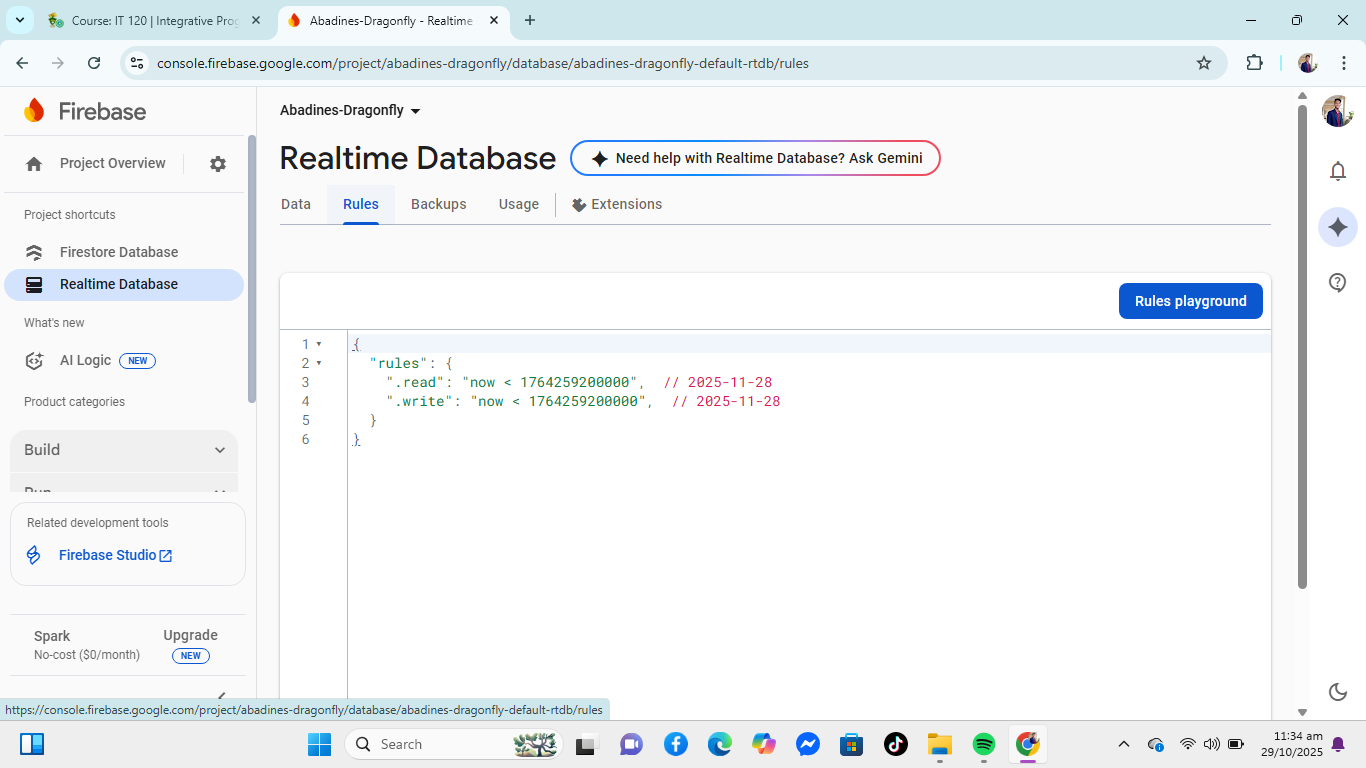 Course: IT 120 | Integrative Prog
Abadines-Dragonfly - Realtime
console.firebase.google.com/project/abadines-dragonfly/database/abadines-dragonfly-default-rtdb/rules
Firebase
Project Overview
Project shortcuts
Firestore Database
Realtime Database
What's new
AI Logic NEW
Product categories
Build
Run
Related development tools
Firebase Studio
Spark
No-cost ($0/month)
Upgrade
NEW
Abadines-Dragonfly
Realtime Database
Need help with Realtime Database? Ask Gemini
Data Rules Backups Usage Extensions
Rules playground
1 {
2 "rules": {
3 ".read": "now < 1764259200000", // 2025-11-28
4 ".write": "now < 1764259200000", // 2025-11-28
5 }
6 }
https://console.firebase.google.com/project/abadines-dragonfly/database/abadines-dragonfly-default-rtdb/rules
Search
11:34 am
29/10/2025